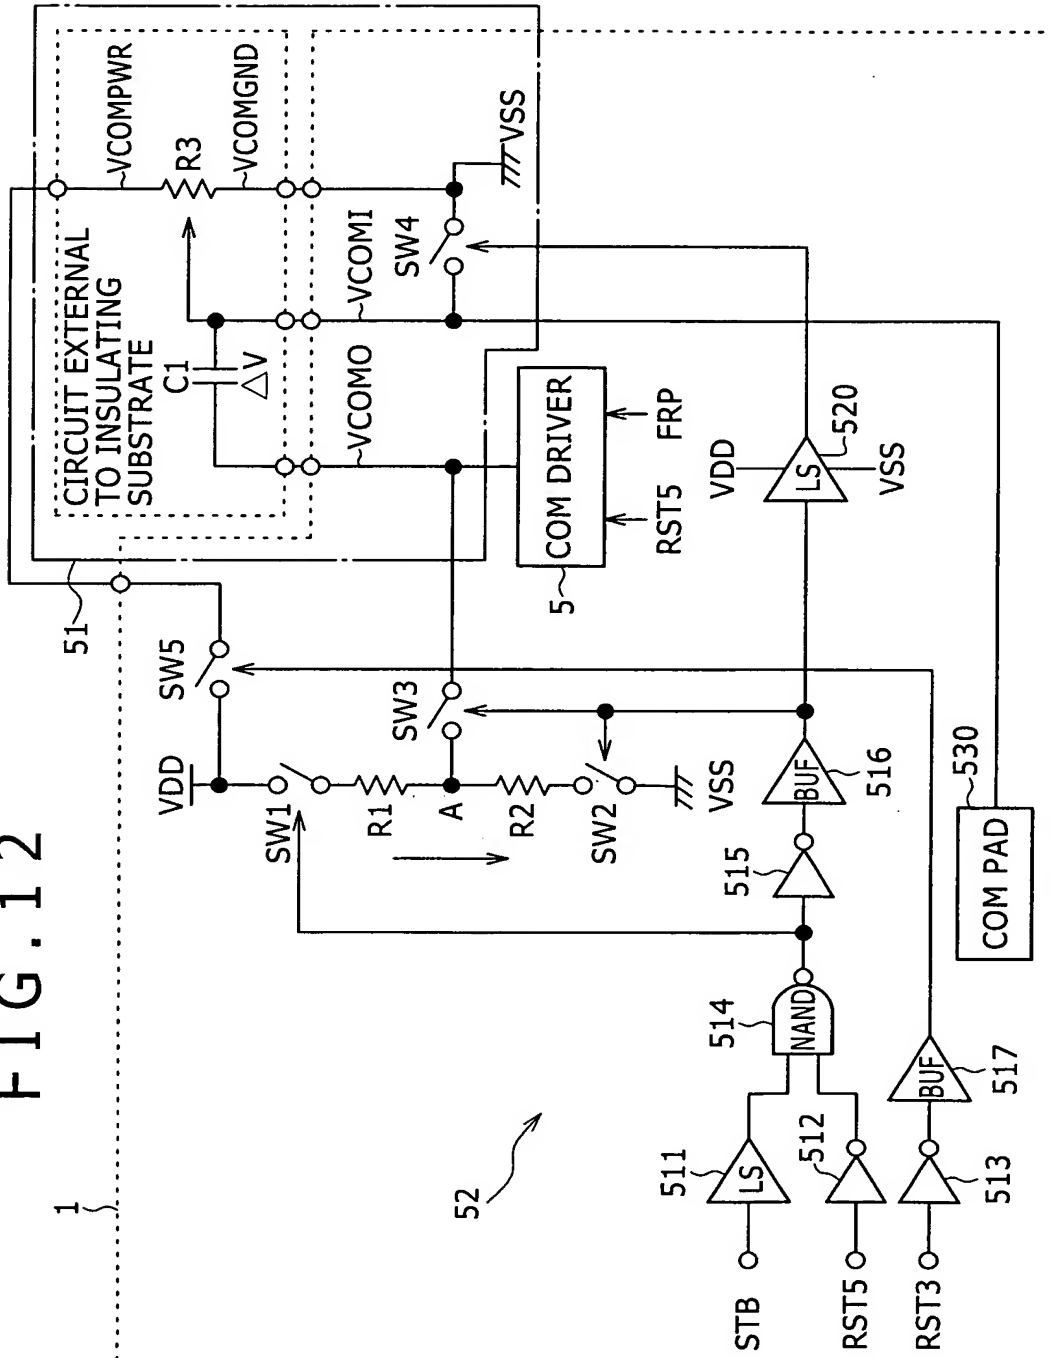 FIG.12
1
51
CIRCUIT EXTERNAL
TO INSULATING
SUBSTRATE
VCOMPWR
R3
VCOMGND
C1
△V
VCOMO
VCOMI
SW4
VSS
VDD
SW5
SW1
R1
A
R2
SW2
VSS
SW3
COM DRIVER
5
RST5
FRP
52
STB
511
LS
RST5
512
RST3
513
514
NAND
515
BUF
516
BUF
517
VDD
LS
520
VSS
COM PAD
530